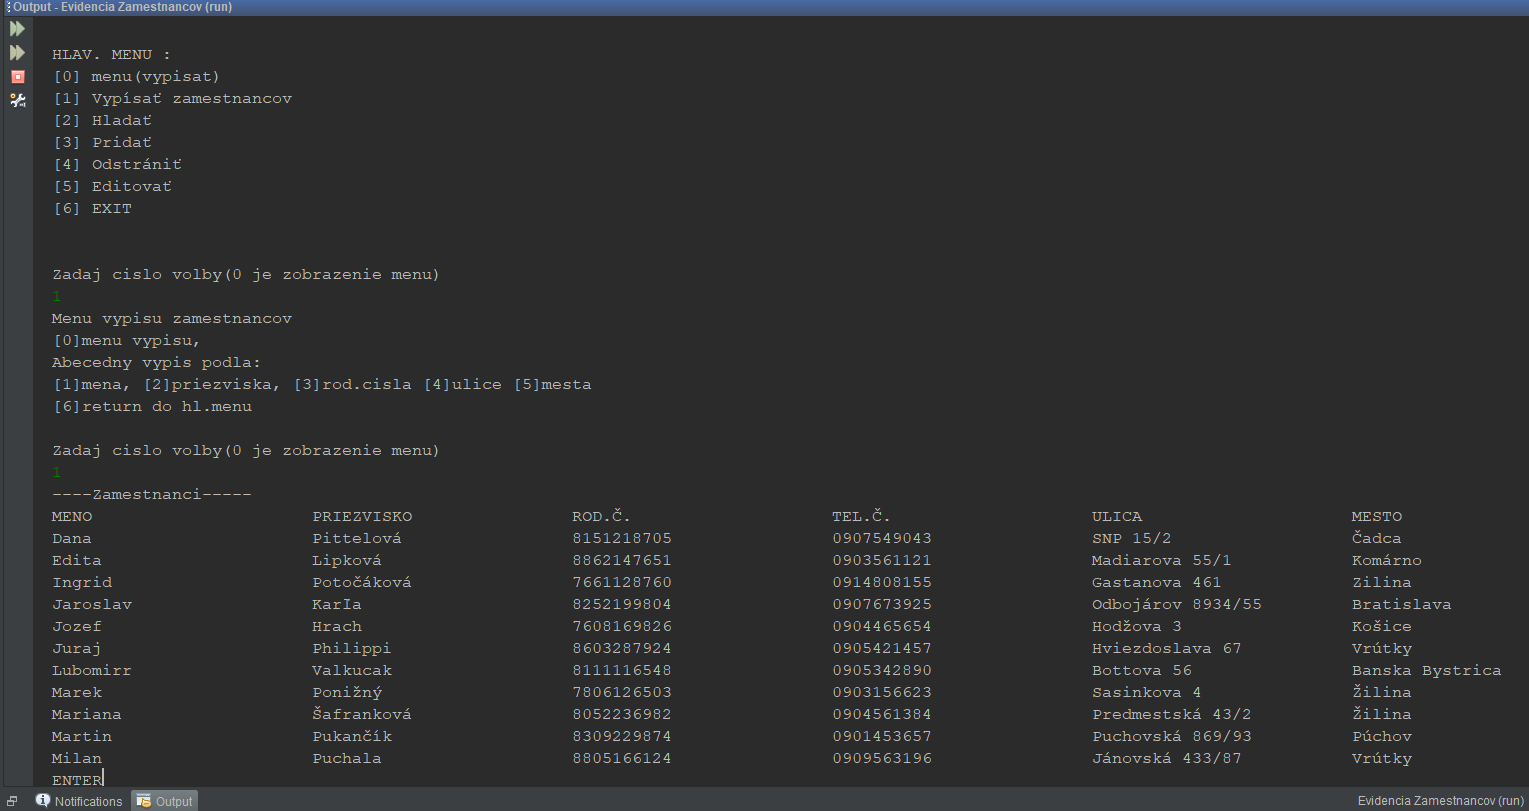 Output - Evidencia Zamestnancov (run)
HLAV. MENU :
[0] menu(vypisat)
[1] Vypísať zamestnancov
[2] Hladať
[3] Pridať
[4] Odstrániť
[5] Editovať
[6] EXIT
Zadaj cislo volby(0 je zobrazenie menu)
1
Menu vypisu zamestnancov
[0]menu vypisu,
Abecedny vypis podla:
[1]mena, [2]priezviska, [3]rod.cisla [4]ulice [5]mesta
[6]return do hl.menu
Zadaj cislo volby(0 je zobrazenie menu)
1
----Zamestnanci-----
MENO PRIEZVISKO ROD.Č. TEL.Č. ULICA MESTO
Dana Pittelová 8151218705 0907549043 SNP 15/2 Čadca
Edita Lipková 8862147651 0903561121 Madiarova 55/1 Komárno
Ingrid Potočáková 7661128760 0914808155 Gastanova 461 Zilina
Jaroslav KarIa 8252199804 0907673925 Odbojárov 8934/55 Bratislava
Jozef Hrach 7608169826 0904465654 Hodžova 3 Košice
Juraj Philippi 8603287924 0905421457 Hviezdoslava 67 Vrútky
Lubomirr Valkucak 8111116548 0905342890 Bottova 56 Banska Bystrica
Marek Ponižný 7806126503 0903156623 Sasinkova 4 Žilina
Mariana Šafranková 8052236982 0904561384 Predmestská 43/2 Žilina
Martin Pukančík 8309229874 0901453657 Puchovská 869/93 Púchov
Milan Puchala 8805166124 0909563196 Jánovská 433/87 Vrútky
ENTER
Notifications Output Evidencia Zamestnancov (run)